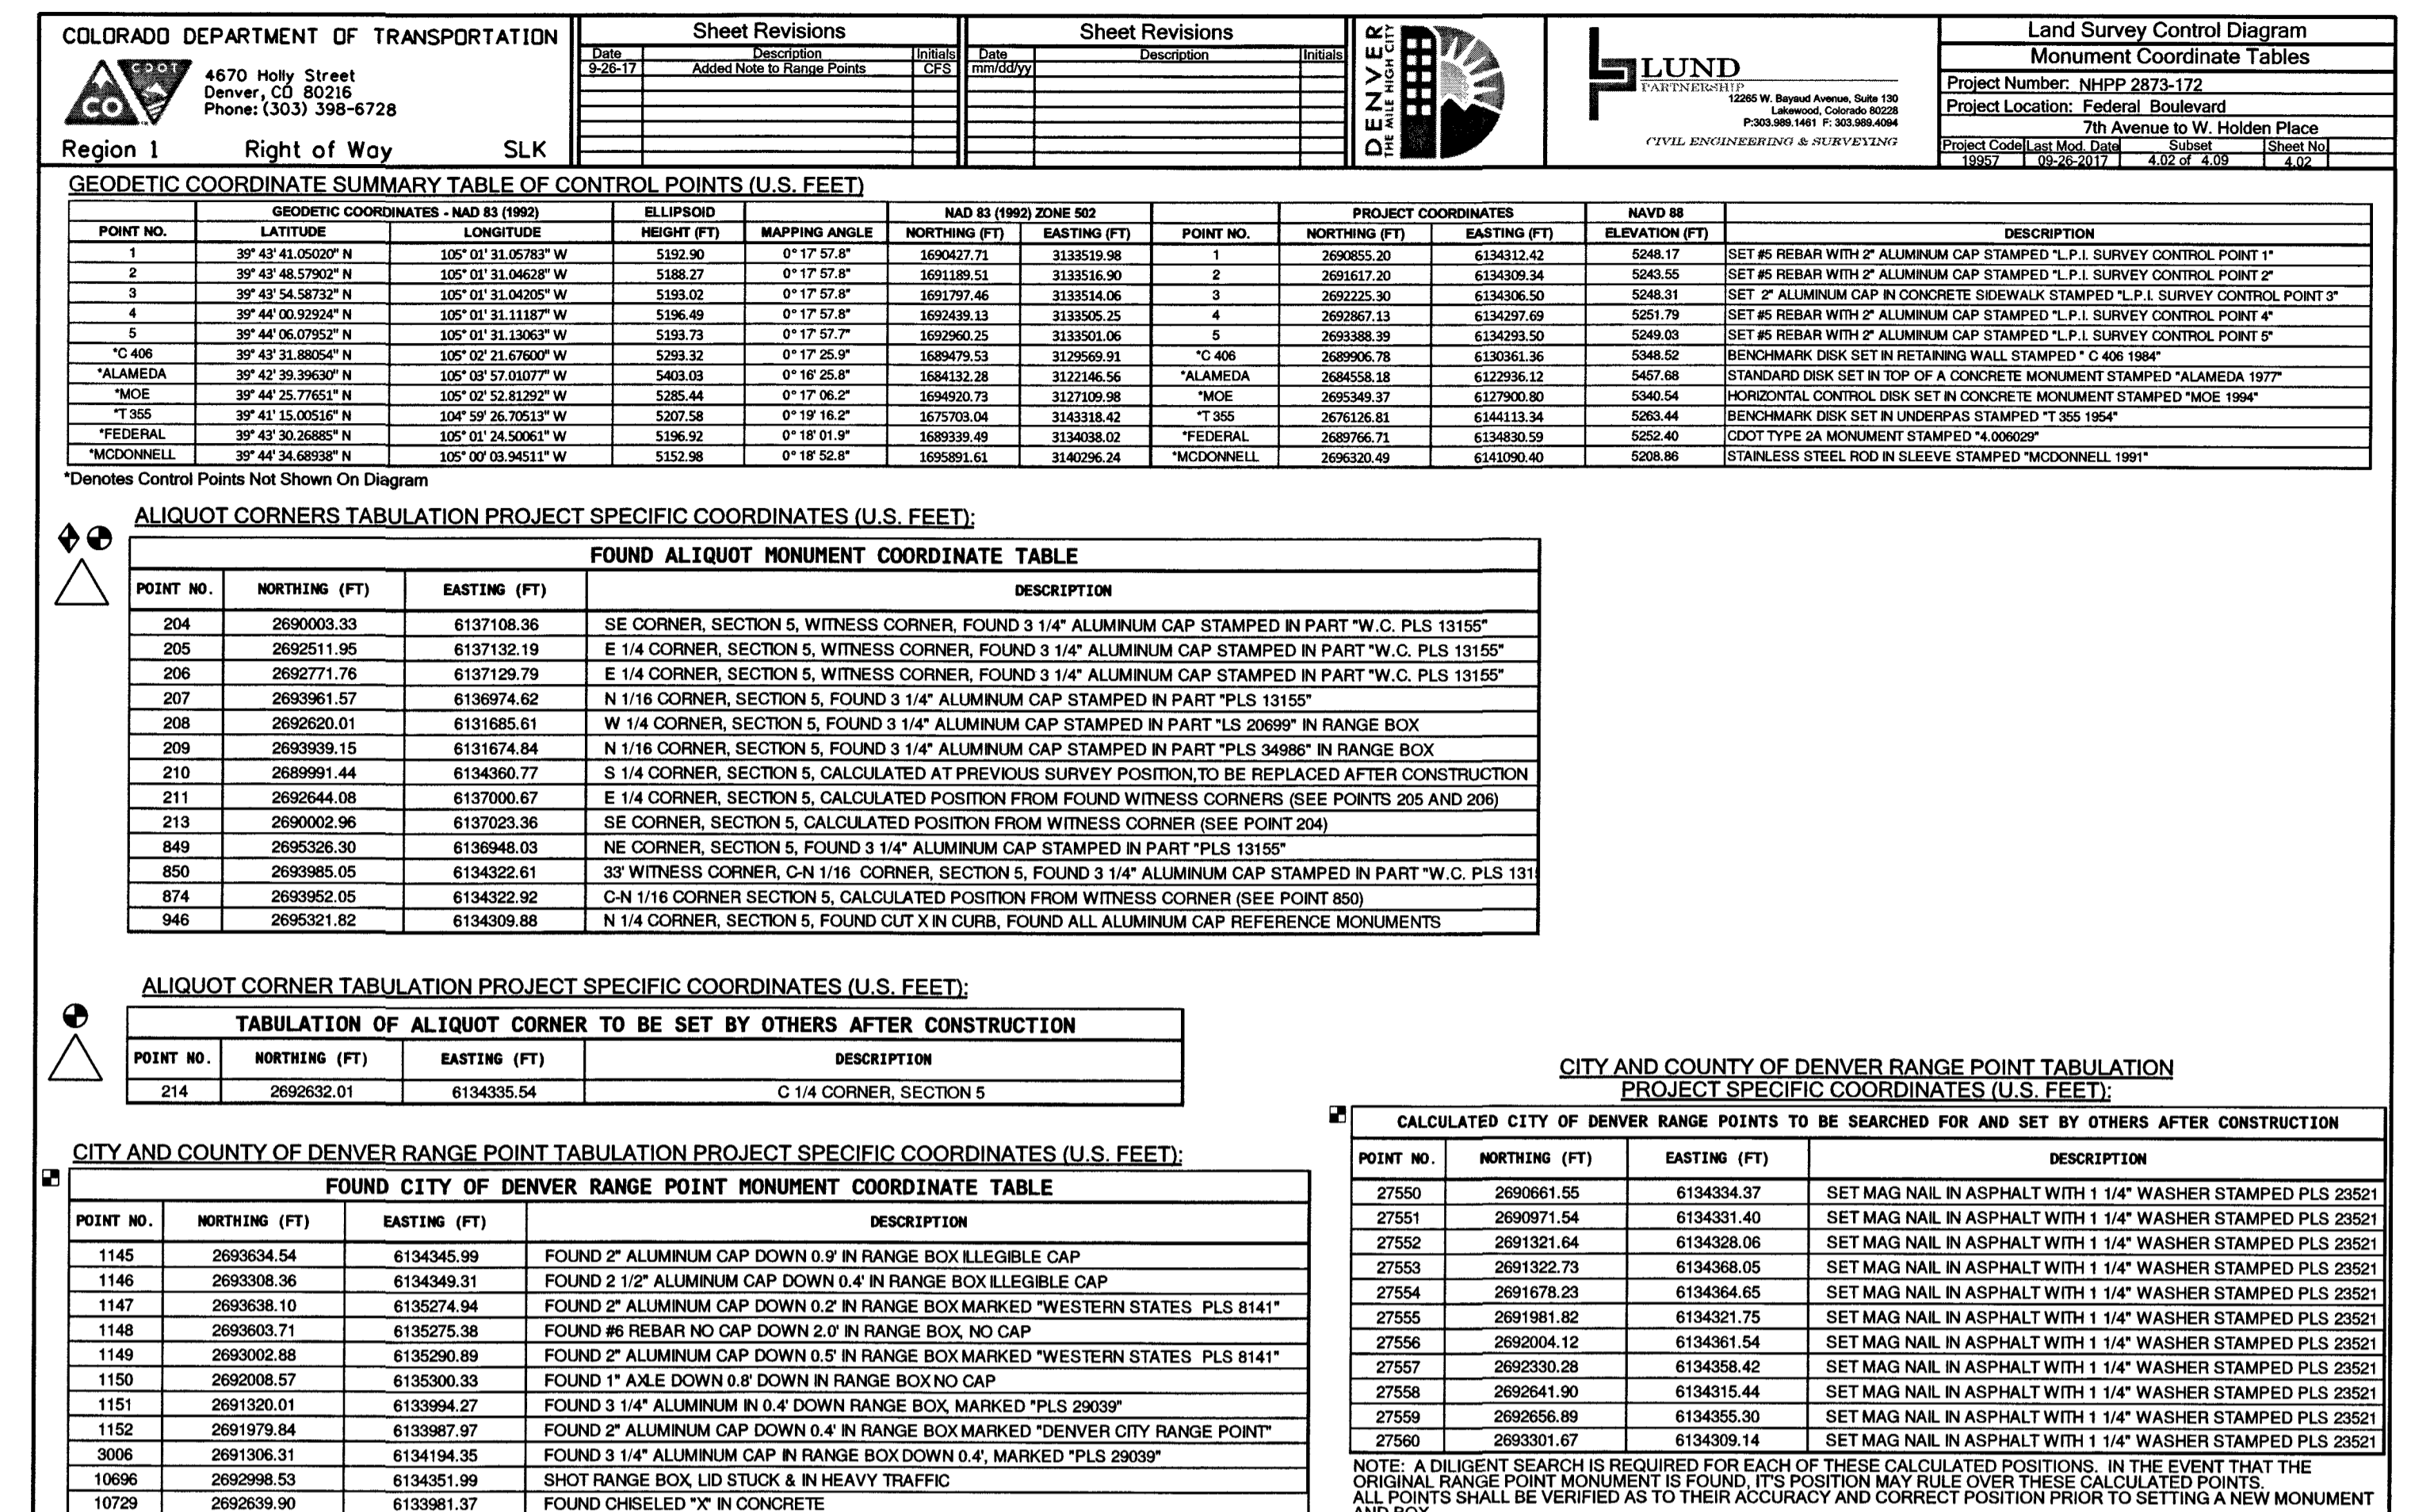 COLORADO DEPARTMENT OF TRANSPORTATION
CDOT
CO
4670 Holly Street
Denver, CO 80216
Phone: (303) 398-6728
Region 1 Right of Way SLK
Sheet Revisions
Date Description Initials
9-26-17 Added Note to Range Points CFS
Sheet Revisions
Date Description Initials
mm/dd/yy
DENVER
THE MILE HIGH CITY
LUND
PARTNERSHIP
12265 W. Bayaud Avenue, Suite 130
Lakewood, Colorado 80228
P:303.989.1461 F: 303.989.4094
CIVIL ENGINEERING & SURVEYING
Land Survey Control Diagram
Monument Coordinate Tables
Project Number: NHPP 2873-172
Project Location: Federal Boulevard
7th Avenue to W. Holden Place
Project Code Last Mod. Date Subset Sheet No.
19957 09-26-2017 4.02 of 4.09 4.02
GEODETIC COORDINATE SUMMARY TABLE OF CONTROL POINTS (U.S. FEET)
GEODETIC COORDINATES - NAD 83 (1992) ELLIPSOID NAD 83 (1992) ZONE 502 PROJECT COORDINATES NAVD 88
POINT NO. LATITUDE LONGITUDE HEIGHT (FT) MAPPING ANGLE NORTHING (FT) EASTING (FT) POINT NO. NORTHING (FT) EASTING (FT) ELEVATION (FT) DESCRIPTION
1 39° 43' 41.05020" N 105° 01' 31.05783" W 5192.90 0° 17' 57.8" 1690427.71 3133519.98 1 2690855.20 6134312.42 5248.17 SET #5 REBAR WITH 2" ALUMINUM CAP STAMPED "L.P.I. SURVEY CONTROL POINT 1"
2 39° 43' 48.57902" N 105° 01' 31.04628" W 5188.27 0° 17' 57.8" 1691189.51 3133516.90 2 2691617.20 6134309.34 5243.55 SET #5 REBAR WITH 2" ALUMINUM CAP STAMPED "L.P.I. SURVEY CONTROL POINT 2"
3 39° 43' 54.58732" N 105° 01' 31.04205" W 5193.02 0° 17' 57.8" 1691797.46 3133514.06 3 2692225.30 6134306.50 5248.31 SET 2" ALUMINUM CAP IN CONCRETE SIDEWALK STAMPED "L.P.I. SURVEY CONTROL POINT 3"
4 39° 44' 00.92924" N 105° 01' 31.11187" W 5196.49 0° 17' 57.8" 1692439.13 3133505.25 4 2692867.13 6134297.69 5251.79 SET #5 REBAR WITH 2" ALUMINUM CAP STAMPED "L.P.I. SURVEY CONTROL POINT 4"
5 39° 44' 06.07952" N 105° 01' 31.13063" W 5193.73 0° 17' 57.7" 1692960.25 3133501.06 5 2693388.39 6134293.50 5249.03 SET #5 REBAR WITH 2" ALUMINUM CAP STAMPED "L.P.I. SURVEY CONTROL POINT 5"
*C 406 39° 43' 31.88054" N 105° 02' 21.67600" W 5293.32 0° 17' 25.9" 1689479.53 3129569.91 *C 406 2689906.78 6130361.36 5348.52 BENCHMARK DISK SET IN RETAINING WALL STAMPED " C 406 1984"
*ALAMEDA 39° 42' 39.39630" N 105° 03' 57.01077" W 5403.03 0° 16' 25.8" 1684132.28 3122146.56 *ALAMEDA 2684558.18 6122936.12 5457.68 STANDARD DISK SET IN TOP OF A CONCRETE MONUMENT STAMPED "ALAMEDA 1977"
*MOE 39° 44' 25.77651" N 105° 02' 52.81292" W 5285.44 0° 17' 06.2" 1694920.73 3127109.98 *MOE 2695349.37 6127900.80 5340.54 HORIZONTAL CONTROL DISK SET IN CONCRETE MONUMENT STAMPED "MOE 1994"
*T 355 39° 41' 15.00516" N 104° 59' 26.70513" W 5207.58 0° 19' 16.2" 1675703.04 3143318.42 *T 355 2676126.81 6144113.34 5263.44 BENCHMARK DISK SET IN UNDERPAS STAMPED "T 355 1954"
*FEDERAL 39° 43' 30.26885" N 105° 01' 24.50061" W 5196.92 0° 18' 01.9" 1689339.49 3134038.02 *FEDERAL 2689766.71 6134830.59 5252.40 CDOT TYPE 2A MONUMENT STAMPED "4.006029"
*MCDONNELL 39° 44' 34.68938" N 105° 00' 03.94511" W 5152.98 0° 18' 52.8" 1695891.61 3140296.24 *MCDONNELL 2696320.49 6141090.40 5208.86 STAINLESS STEEL ROD IN SLEEVE STAMPED "MCDONNELL 1991"
*Denotes Control Points Not Shown On Diagram
ALIQUOT CORNERS TABULATION PROJECT SPECIFIC COORDINATES (U.S. FEET):
FOUND ALIQUOT MONUMENT COORDINATE TABLE
POINT NO. NORTHING (FT) EASTING (FT) DESCRIPTION
204 2690003.33 6137108.36 SE CORNER, SECTION 5, WITNESS CORNER, FOUND 3 1/4" ALUMINUM CAP STAMPED IN PART "W.C. PLS 13155"
205 2692511.95 6137132.19 E 1/4 CORNER, SECTION 5, WITNESS CORNER, FOUND 3 1/4" ALUMINUM CAP STAMPED IN PART "W.C. PLS 13155"
206 2692771.76 6137129.79 E 1/4 CORNER, SECTION 5, WITNESS CORNER, FOUND 3 1/4" ALUMINUM CAP STAMPED IN PART "W.C. PLS 13155"
207 2693961.57 6136974.62 N 1/16 CORNER, SECTION 5, FOUND 3 1/4" ALUMINUM CAP STAMPED IN PART "PLS 13155"
208 2692620.01 6131685.61 W 1/4 CORNER, SECTION 5, FOUND 3 1/4" ALUMINUM CAP STAMPED IN PART "LS 20699" IN RANGE BOX
209 2693939.15 6131674.84 N 1/16 CORNER, SECTION 5, FOUND 3 1/4" ALUMINUM CAP STAMPED IN PART "PLS 34986" IN RANGE BOX
210 2689991.44 6134360.77 S 1/4 CORNER, SECTION 5, CALCULATED AT PREVIOUS SURVEY POSITION,TO BE REPLACED AFTER CONSTRUCTION
211 2692644.08 6137000.67 E 1/4 CORNER, SECTION 5, CALCULATED POSITION FROM FOUND WITNESS CORNERS (SEE POINTS 205 AND 206)
213 2690002.96 6137023.36 SE CORNER, SECTION 5, CALCULATED POSITION FROM WITNESS CORNER (SEE POINT 204)
849 2695326.30 6136948.03 NE CORNER, SECTION 5, FOUND 3 1/4" ALUMINUM CAP STAMPED IN PART "PLS 13155"
850 2693985.05 6134322.61 33' WITNESS CORNER, C-N 1/16 CORNER, SECTION 5, FOUND 3 1/4" ALUMINUM CAP STAMPED IN PART "W.C. PLS 131
874 2693952.05 6134322.92 C-N 1/16 CORNER SECTION 5, CALCULATED POSITION FROM WITNESS CORNER (SEE POINT 850)
946 2695321.82 6134309.88 N 1/4 CORNER, SECTION 5, FOUND CUT X IN CURB, FOUND ALL ALUMINUM CAP REFERENCE MONUMENTS
ALIQUOT CORNER TABULATION PROJECT SPECIFIC COORDINATES (U.S. FEET):
TABULATION OF ALIQUOT CORNER TO BE SET BY OTHERS AFTER CONSTRUCTION
POINT NO. NORTHING (FT) EASTING (FT) DESCRIPTION
214 2692632.01 6134335.54 C 1/4 CORNER, SECTION 5
CITY AND COUNTY OF DENVER RANGE POINT TABULATION PROJECT SPECIFIC COORDINATES (U.S. FEET):
FOUND CITY OF DENVER RANGE POINT MONUMENT COORDINATE TABLE
POINT NO. NORTHING (FT) EASTING (FT) DESCRIPTION
1145 2693634.54 6134345.99 FOUND 2" ALUMINUM CAP DOWN 0.9' IN RANGE BOX ILLEGIBLE CAP
1146 2693308.36 6134349.31 FOUND 2 1/2" ALUMINUM CAP DOWN 0.4' IN RANGE BOX ILLEGIBLE CAP
1147 2693638.10 6135274.94 FOUND 2" ALUMINUM CAP DOWN 0.2' IN RANGE BOX MARKED "WESTERN STATES PLS 8141"
1148 2693603.71 6135275.38 FOUND #6 REBAR NO CAP DOWN 2.0' IN RANGE BOX, NO CAP
1149 2693002.88 6135290.89 FOUND 2" ALUMINUM CAP DOWN 0.5' IN RANGE BOX MARKED "WESTERN STATES PLS 8141"
1150 2692008.57 6135300.33 FOUND 1" AXLE DOWN 0.8' DOWN IN RANGE BOX NO CAP
1151 2691320.01 6133994.27 FOUND 3 1/4" ALUMINUM IN 0.4' DOWN RANGE BOX, MARKED "PLS 29039"
1152 2691979.84 6133987.97 FOUND 2" ALUMINUM CAP DOWN 0.4' IN RANGE BOX MARKED "DENVER CITY RANGE POINT"
3006 2691306.31 6134194.35 FOUND 3 1/4" ALUMINUM CAP IN RANGE BOX DOWN 0.4', MARKED "PLS 29039"
10696 2692998.53 6134351.99 SHOT RANGE BOX, LID STUCK & IN HEAVY TRAFFIC
10729 2692639.90 6133981.37 FOUND CHISELED "X" IN CONCRETE
CITY AND COUNTY OF DENVER RANGE POINT TABULATION
PROJECT SPECIFIC COORDINATES (U.S. FEET):
CALCULATED CITY OF DENVER RANGE POINTS TO BE SEARCHED FOR AND SET BY OTHERS AFTER CONSTRUCTION
POINT NO. NORTHING (FT) EASTING (FT) DESCRIPTION
27550 2690661.55 6134334.37 SET MAG NAIL IN ASPHALT WITH 1 1/4" WASHER STAMPED PLS 23521
27551 2690971.54 6134331.40 SET MAG NAIL IN ASPHALT WITH 1 1/4" WASHER STAMPED PLS 23521
27552 2691321.64 6134328.06 SET MAG NAIL IN ASPHALT WITH 1 1/4" WASHER STAMPED PLS 23521
27553 2691322.73 6134368.05 SET MAG NAIL IN ASPHALT WITH 1 1/4" WASHER STAMPED PLS 23521
27554 2691678.23 6134364.65 SET MAG NAIL IN ASPHALT WITH 1 1/4" WASHER STAMPED PLS 23521
27555 2691981.82 6134321.75 SET MAG NAIL IN ASPHALT WITH 1 1/4" WASHER STAMPED PLS 23521
27556 2692004.12 6134361.54 SET MAG NAIL IN ASPHALT WITH 1 1/4" WASHER STAMPED PLS 23521
27557 2692330.28 6134358.42 SET MAG NAIL IN ASPHALT WITH 1 1/4" WASHER STAMPED PLS 23521
27558 2692641.90 6134315.44 SET MAG NAIL IN ASPHALT WITH 1 1/4" WASHER STAMPED PLS 23521
27559 2692656.89 6134355.30 SET MAG NAIL IN ASPHALT WITH 1 1/4" WASHER STAMPED PLS 23521
27560 2693301.67 6134309.14 SET MAG NAIL IN ASPHALT WITH 1 1/4" WASHER STAMPED PLS 23521
NOTE: A DILIGENT SEARCH IS REQUIRED FOR EACH OF THESE CALCULATED POSITIONS. IN THE EVENT THAT THE
ORIGINAL RANGE POINT MONUMENT IS FOUND, IT'S POSITION MAY RULE OVER THESE CALCULATED POINTS.
ALL POINTS SHALL BE VERIFIED AS TO THEIR ACCURACY AND CORRECT POSITION PRIOR TO SETTING A NEW MONUMENT
AND BOX